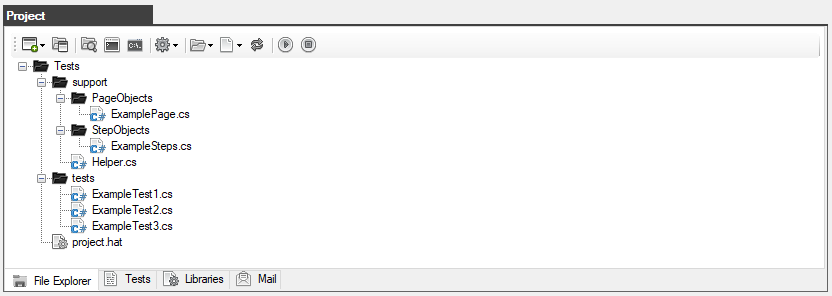 Project
Tests
support
PageObjects
ExamplePage.cs
StepObjects
ExampleSteps.cs
Helper.cs
tests
ExampleTest1.cs
ExampleTest2.cs
ExampleTest3.cs
project.hat
File Explorer Tests Libraries Mail